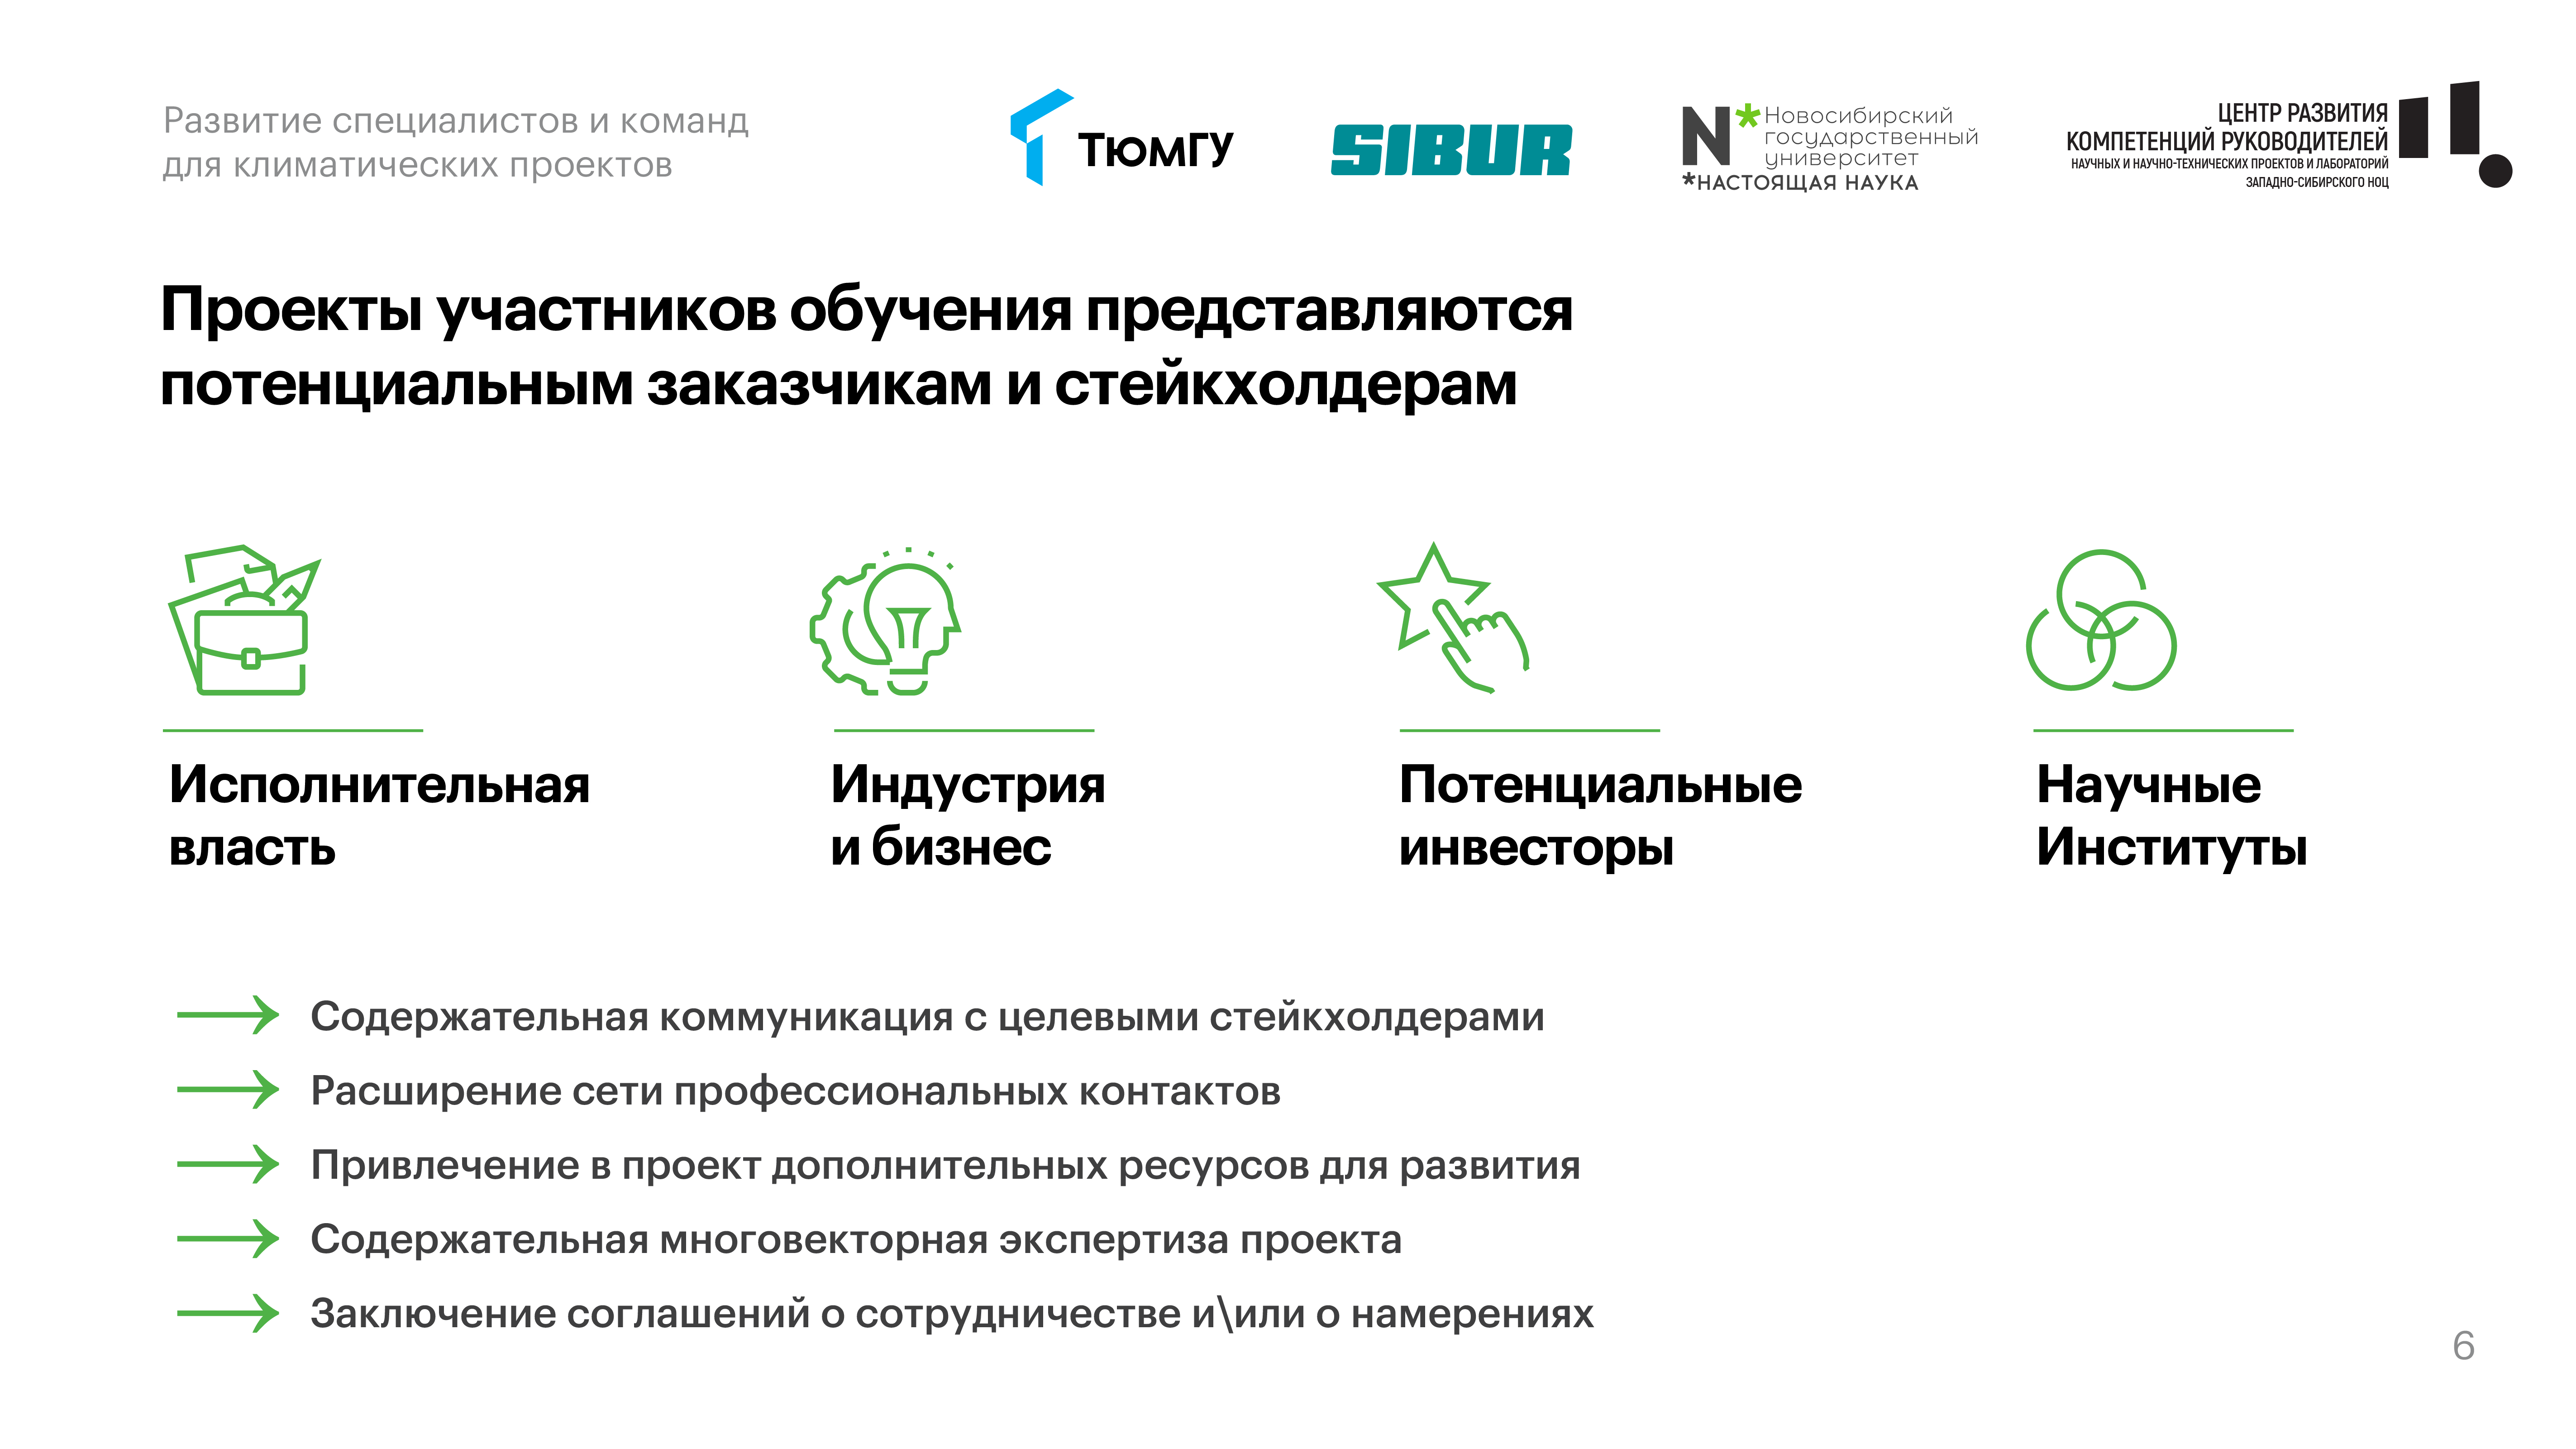 Развитие специалистов и команд
для климатических проектов
ТюмГУ
SIBUR
N*
Новосибирский
государственный
университет
*НАСТОЯЩАЯ НАУКА
ЦЕНТР РАЗВИТИЯ
КОМПЕТЕНЦИЙ РУКОВОДИТЕЛЕЙ
НАУЧНЫХ И НАУЧНО-ТЕХНИЧЕСКИХ ПРОЕКТОВ И ЛАБОРАТОРИЙ
ЗАПАДНО-СИБИРСКОГО НОЦ
Проекты участников обучения представляются
потенциальным заказчикам и стейкхолдерам
Исполнительная
власть
Индустрия
и бизнес
Потенциальные
инвесторы
Научные
Институты
Содержательная коммуникация с целевыми стейкхолдерами
Расширение сети профессиональных контактов
Привлечение в проект дополнительных ресурсов для развития
Содержательная многовекторная экспертиза проекта
Заключение соглашений о сотрудничестве и\или о намерениях
6